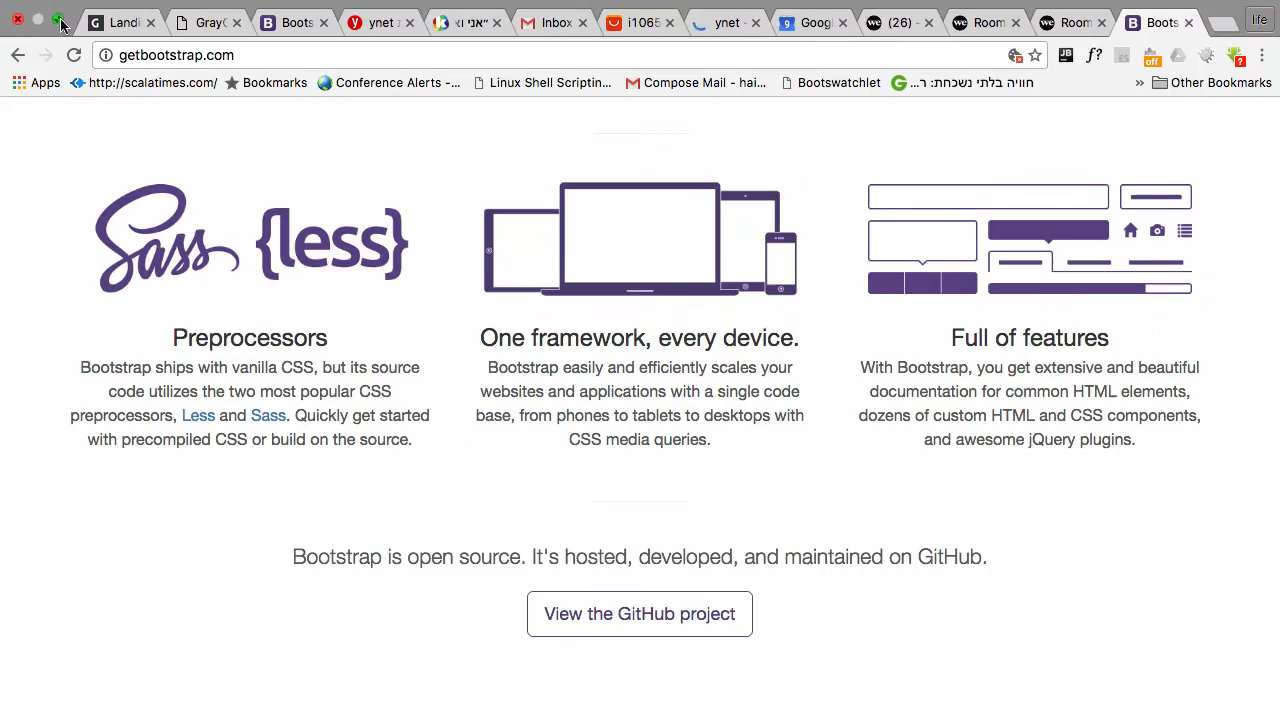 Landi
Gray
Boots
ynet
"אני וא
Inbox
i1065
ynet -
Googl
(26) -
Room
Room
Boots
life
getbootstrap.com
Apps
http://scalatimes.com/
Bookmarks
Conference Alerts - ...
Linux Shell Scriptin...
Compose Mail - hai...
Bootswatchlet
חוויה בלתי נשכחת: ר...
»
Other Bookmarks
Sass {less}
Preprocessors
Bootstrap ships with vanilla CSS, but its source
code utilizes the two most popular CSS
preprocessors, Less and Sass. Quickly get started
with precompiled CSS or build on the source.
One framework, every device.
Bootstrap easily and efficiently scales your
websites and applications with a single code
base, from phones to tablets to desktops with
CSS media queries.
Full of features
With Bootstrap, you get extensive and beautiful
documentation for common HTML elements,
dozens of custom HTML and CSS components,
and awesome jQuery plugins.
Bootstrap is open source. It's hosted, developed, and maintained on GitHub.
View the GitHub project